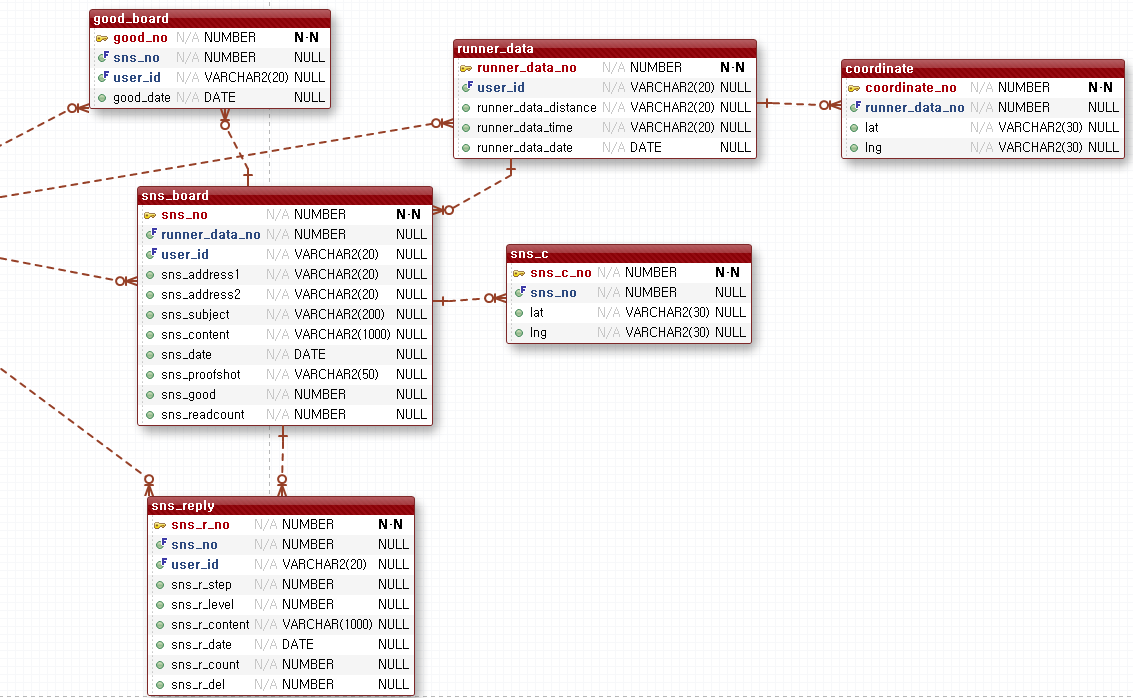 good_board
good_no N/A NUMBER N-N
sns_no N/A NUMBER NULL
user_id N/A VARCHAR2(20) NULL
good_date N/A DATE NULL
runner_data
runner_data_no N/A NUMBER N-N
user_id N/A VARCHAR2(20) NULL
runner_data_distance N/A VARCHAR2(20) NULL
runner_data_time N/A VARCHAR2(20) NULL
runner_data_date N/A DATE NULL
coordinate
coordinate_no N/A NUMBER N-N
runner_data_no N/A NUMBER NULL
lat N/A VARCHAR2(30) NULL
lng N/A VARCHAR2(30) NULL
sns_board
sns_no N/A NUMBER N-N
runner_data_no N/A NUMBER NULL
user_id N/A VARCHAR2(20) NULL
sns_address1 N/A VARCHAR2(20) NULL
sns_address2 N/A VARCHAR2(20) NULL
sns_subject N/A VARCHAR2(200) NULL
sns_content N/A VARCHAR2(1000) NULL
sns_date N/A DATE NULL
sns_proofshot N/A VARCHAR2(50) NULL
sns_good N/A NUMBER NULL
sns_readcount N/A NUMBER NULL
sns_c
sns_c_no N/A NUMBER N-N
sns_no N/A NUMBER NULL
lat N/A VARCHAR2(30) NULL
lng N/A VARCHAR2(30) NULL
sns_reply
sns_r_no N/A NUMBER N-N
sns_no N/A NUMBER NULL
user_id N/A VARCHAR2(20) NULL
sns_r_step N/A NUMBER NULL
sns_r_level N/A NUMBER NULL
sns_r_content N/A VARCHAR(1000) NULL
sns_r_date N/A DATE NULL
sns_r_count N/A NUMBER NULL
sns_r_del N/A NUMBER NULL